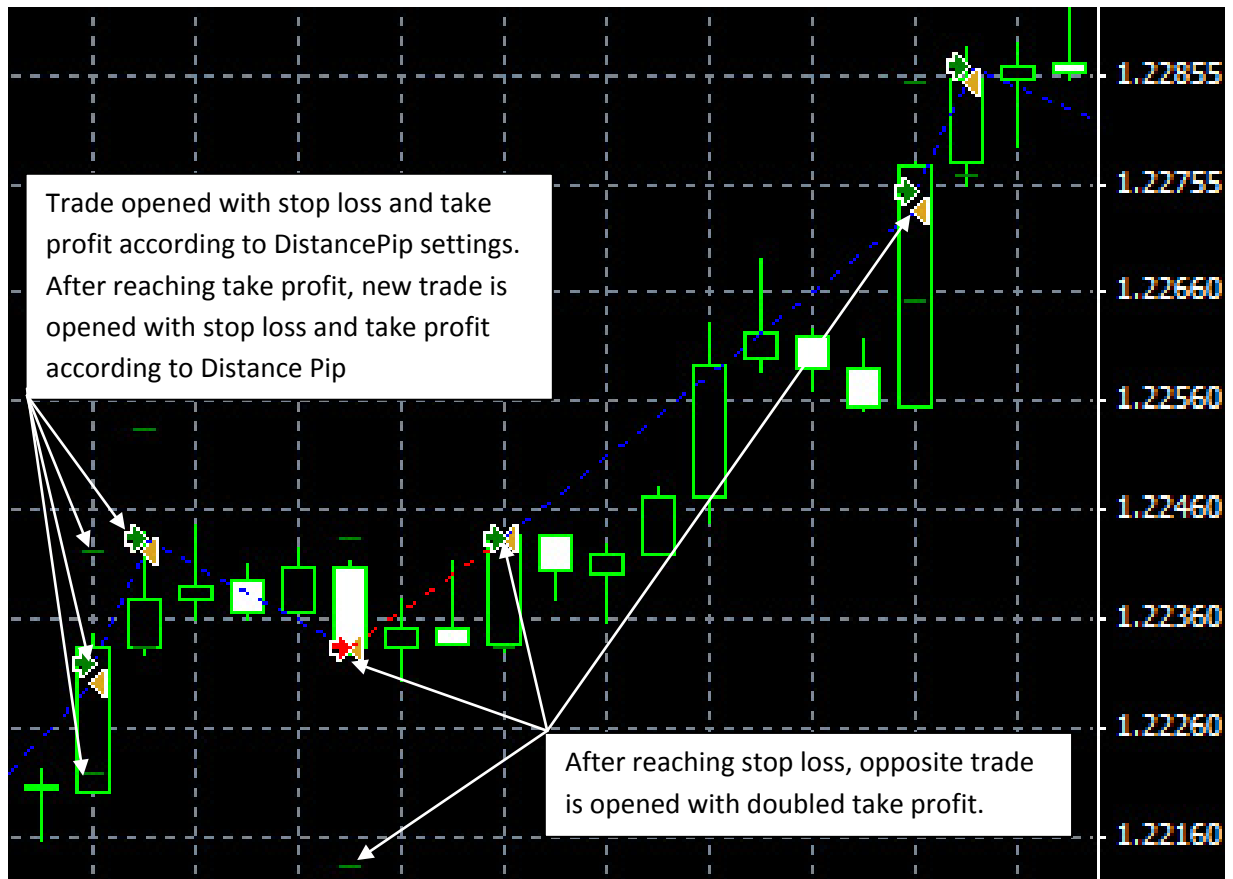 1.22855
Trade opened with stop loss and take
profit according to DistancePip settings.
After reaching take profit, new trade is
opened with stop loss and take profit
according to Distance Pip
1.22755
1.22660
1.22560
1.22460
1.22360
1.22260
After reaching stop loss, opposite trade
is opened with doubled take profit.
1.22160